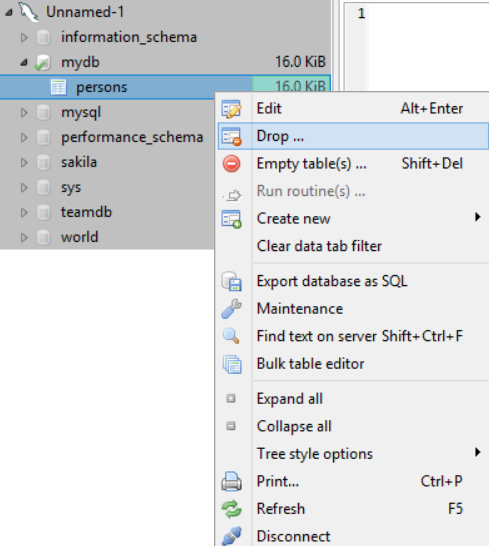 Unnamed-1
1
information_schema
mydb 16.0 KiB
persons 16.0 KiB
mysql
performance_schema
sakila
sys
teamdb
world
Edit Alt+Enter
Drop ...
Empty table(s) ... Shift+Del
Run routine(s) ...
Create new
Clear data tab filter
Export database as SQL
Maintenance
Find text on server Shift+Ctrl+F
Bulk table editor
Expand all
Collapse all
Tree style options
Print... Ctrl+P
Refresh F5
Disconnect